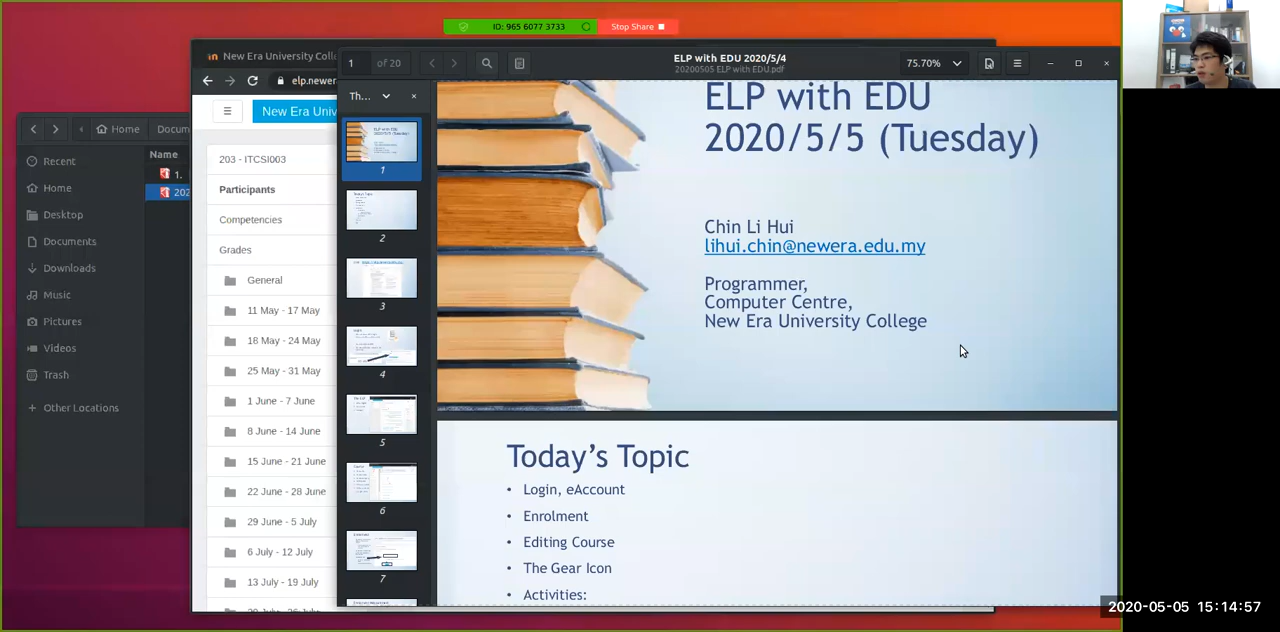 ID: 965 6077 3733
Stop Share
New Era University Coll
elp.newer
New Era Univ
203 - ITCSI003
Participants
Competencies
Grades
General
11 May - 17 May
18 May - 24 May
25 May - 31 May
1 June - 7 June
8 June - 14 June
15 June - 21 June
22 June - 28 June
29 June - 5 July
6 July - 12 July
13 July - 19 July
Home
Docum
Recent
Home
Desktop
Documents
Downloads
Music
Pictures
Videos
Trash
Other Locations
Name
1.
202
1
of 20
ELP with EDU 2020/5/4
20200505 ELP with EDU.pdf
75.70%
Th...
1
2
3
4
5
6
7
ELP with EDU
2020/5/5 (Tuesday)
Chin Li Hui
lihui.chin@newera.edu.my
Programmer,
Computer Centre,
New Era University College
Today's Topic
• Login, eAccount
• Enrolment
• Editing Course
• The Gear Icon
• Activities:
2020-05-05 15:14:57